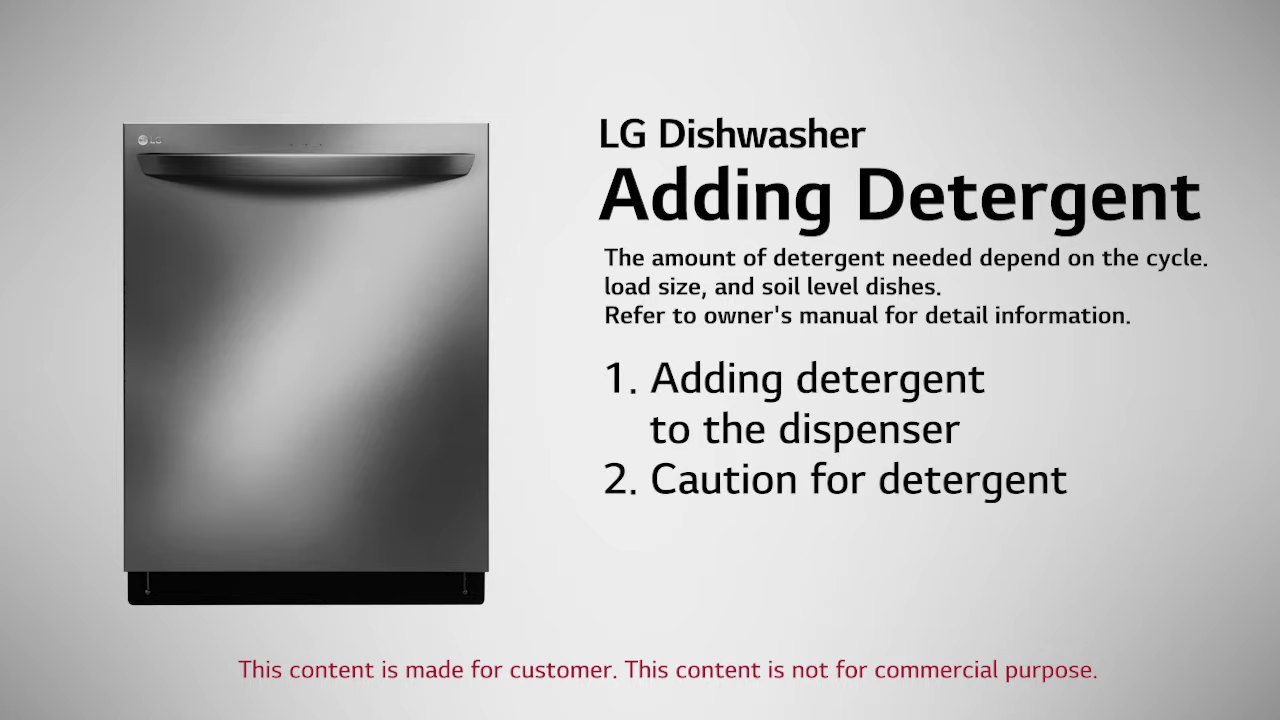 LG
LG Dishwasher
Adding Detergent
The amount of detergent needed depend on the cycle.
load size, and soil level dishes.
Refer to owner's manual for detail information.
1. Adding detergent
to the dispenser
2. Caution for detergent
This content is made for customer. This content is not for commercial purpose.